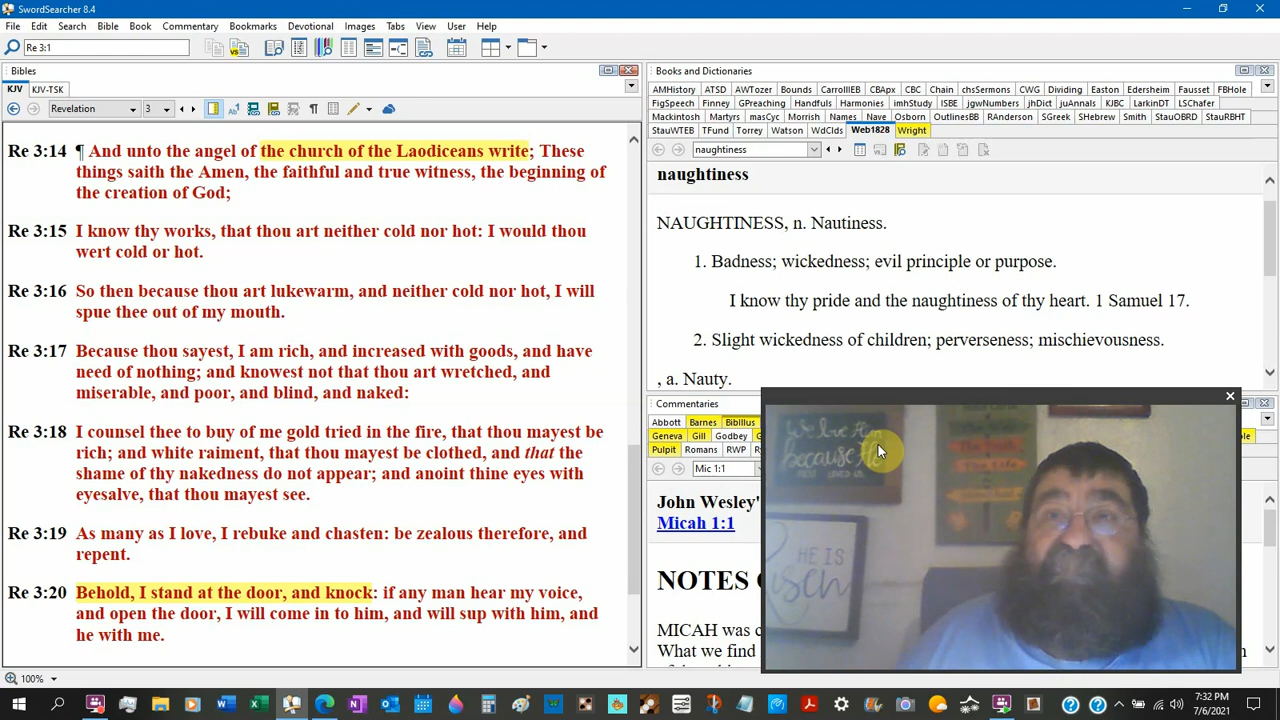 SwordSearcher 8.4
File Edit Search Bible Book Commentary Bookmarks Devotional Images Tabs View User Help
Re 3:1
Bibles
KJV KJV-TSK
Revelation 3
Re 3:14 ¶ And unto the angel of the church of the Laodiceans write; These
things saith the Amen, the faithful and true witness, the beginning of
the creation of God;
Re 3:15 I know thy works, that thou art neither cold nor hot: I would thou
wert cold or hot.
Re 3:16 So then because thou art lukewarm, and neither cold nor hot, I will
spue thee out of my mouth.
Re 3:17 Because thou sayest, I am rich, and increased with goods, and have
need of nothing; and knowest not that thou art wretched, and
miserable, and poor, and blind, and naked:
Re 3:18 I counsel thee to buy of me gold tried in the fire, that thou mayest be
rich; and white raiment, that thou mayest be clothed, and that the
shame of thy nakedness do not appear; and anoint thine eyes with
eyesalve, that thou mayest see.
Re 3:19 As many as I love, I rebuke and chasten: be zealous therefore, and
repent.
Re 3:20 Behold, I stand at the door, and knock: if any man hear my voice,
and open the door, I will come in to him, and will sup with him, and
he with me.
100%
Books and Dictionaries
AMHistory ATSD AWTozer Bounds CarrollIEB CBApx Chain chsSermons CWG Dividing Easton Edersheim Fausset FBHole
FigSpeech Finney GPreaching Handfuls Harmonies imhStudy ISBE jgwNumbers jhDict juAnnals KJBC LarkinDT LSChafer
Mackintosh Martyrs masCyc Morrish Names Nave Osborn OutlinesBB RAnderson SGreek SHebrew Smith StauOBRD StauRBHT
StauWTEB TFund Torrey Watson WdClds Web1828 Wright
naughtiness
naughtiness
NAUGHTINESS, n. Nautiness.
1. Badness; wickedness; evil principle or purpose.
I know thy pride and the naughtiness of thy heart. 1 Samuel 17.
2. Slight wickedness of children; perverseness; mischievousness.
, a. Nauty.
Commentaries
Abbott Barnes BibIllus
Geneva Gill Godbey
Pulpit Romans RWP
Mic 1:1
John Wesley'
Micah 1:1
NOTES
MICAH was
What we find
We love Him
because He
HE IS
Risen
7:32 PM
7/6/2021